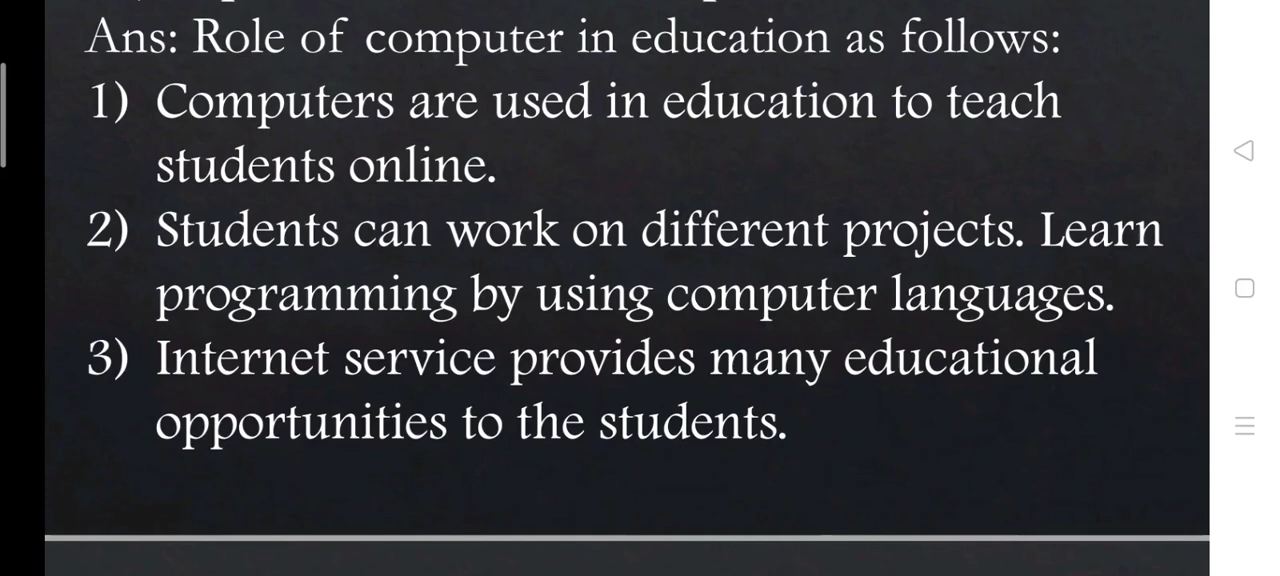 Ans: Role of computer in education as follows:
1) Computers are used in education to teach
students online.
2) Students can work on different projects. Learn
programming by using computer languages.
3) Internet service provides many educational
opportunities to the students.